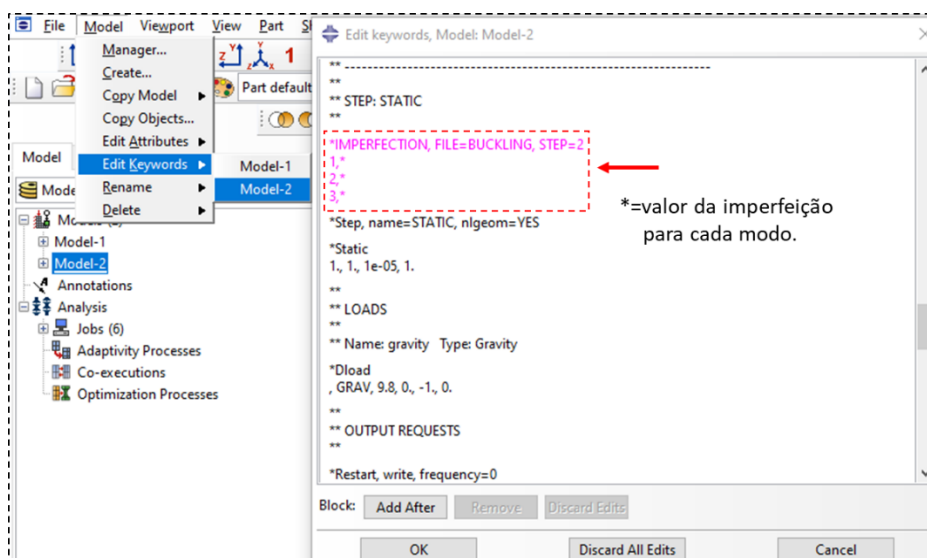 File Model Viewport View Part
Manager...
Create...
Copy Model
Copy Objects...
Edit Attributes
Edit Keywords
Rename
Delete
Model-1
Model-2
Part default
1
Model
Model-1
Model-2
Annotations
Analysis
Jobs (6)
Adaptivity Processes
Co-executions
Optimization Processes
Edit keywords, Model: Model-2
** ----------------------------------------------------------------
**
** STEP: STATIC
**
*IMPERFECTION, FILE=BUCKLING, STEP=2
1,*
2,*
3,*
*Step, name=STATIC, nlgeom=YES
*Static
1., 1., 1e-05, 1.
**
** LOADS
**
** Name: gravity   Type: Gravity
*Dload
, GRAV, 9.8, 0., -1., 0.
**
** OUTPUT REQUESTS
**
*Restart, write, frequency=0
*=valor da imperfeição
para cada modo.
Block: Add After Remove Discard Edits
OK Discard All Edits Cancel